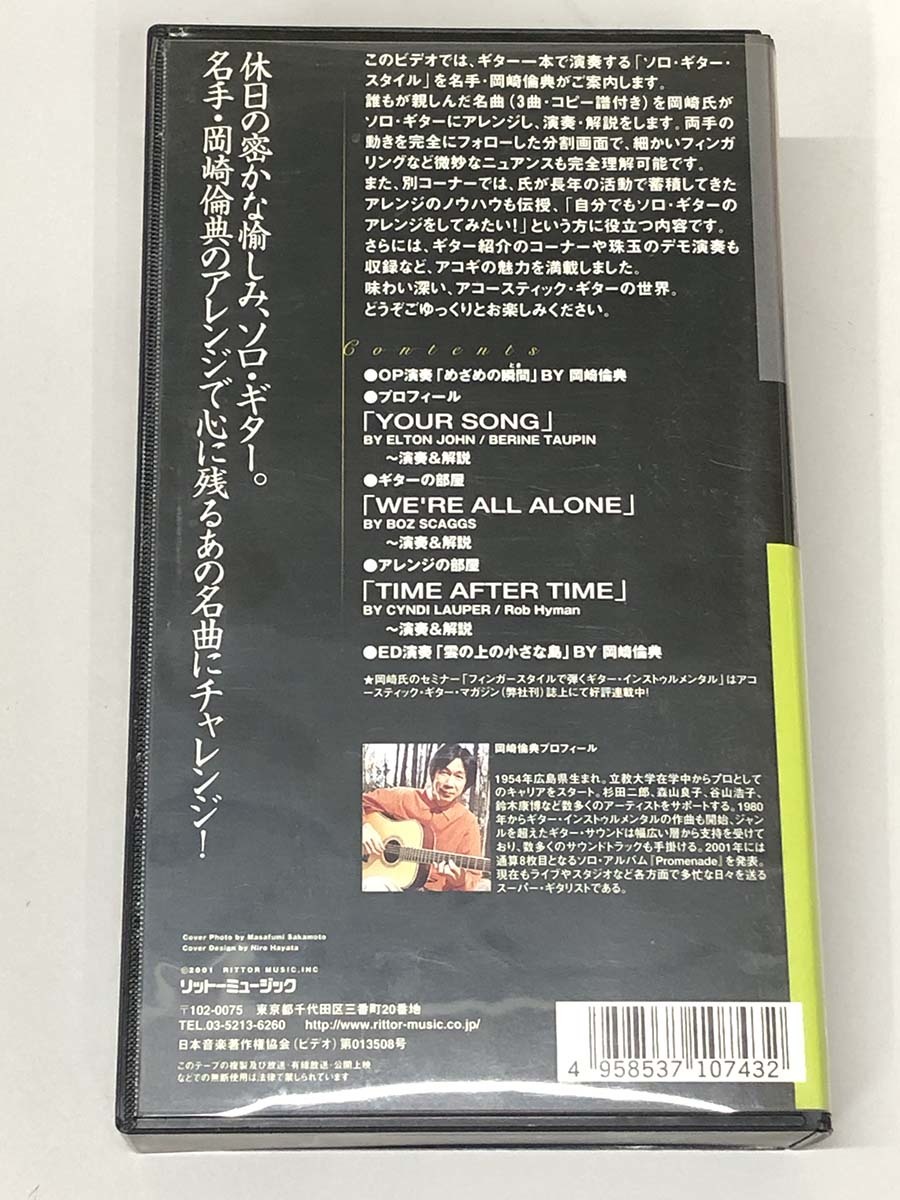 休日の密かな愉しみ、ソロ・ギター。
名手・岡崎倫典のアレンジで心に残るあの名曲にチャレンジ!
このビデオでは、ギター一本で演奏する「ソロ・ギター・
スタイル」を名手・岡崎倫典がご案内します。
誰もが親しんだ名曲(3曲・コピー譜付き)を岡崎氏が
ソロ・ギターにアレンジし、演奏・解説をします。両手の
動きを完全にフォローした分割画面で、細かいフィンガ
リングなど微妙なニュアンスも完全理解可能です。
また、別コーナーでは、氏が長年の活動で蓄積してきた
アレンジのノウハウも伝授、「自分でもソロ・ギターの
アレンジをしてみたい!」という方に役立つ内容です。
さらには、ギター紹介のコーナーや珠玉のデモ演奏も
収録など、アコギの魅力を満載しました。
味わい深い、アコースティック・ギターの世界。
どうぞごゆっくりとお楽しみください。
Contents
●OP演奏「めざめの瞬間」BY 岡崎倫典
とき
●プロフィール
「YOUR SONG」
BY ELTON JOHN / BERINE TAUPIN
~演奏&解説
●ギターの部屋
「WE'RE ALL ALONE」
BY BOZ SCAGGS
~演奏&解説
●アレンジの部屋
「TIME AFTER TIME」
BY CYNDI LAUPER / Rob Hyman
~演奏&解説
●ED演奏「雲の上の小さな島」BY 岡崎倫典
★岡崎氏のセミナー「フィンガースタイルで弾くギター・インストゥルメンタル」はアコ
ースティック・ギター・マガジン(弊社刊)誌上にて好評連載中!
岡崎倫典プロフィール
1954年広島県生まれ。立教大学在学中からプロとして
のキャリアをスタート。杉田二郎、森山良子、谷山浩子、
鈴木康博など数多くのアーティストをサポートする。1980
年からギター・インストゥルメンタルの作曲も開始、ジャン
ルを超えたギター・サウンドは幅広い層から支持を受けて
おり、数多くのサウンドトラックも手掛ける。2001年には
通算8枚目となるソロ・アルバム『Promenade』を発表。
現在もライブやスタジオなど各方面で多忙な日々を送る
スーパー・ギタリストである。
Cover Photo by Masafumi Sakamoto
Cover Design by Niro Hayata
©2001 RITTOR MUSIC,INC
リットーミュージック
〒102-0075 東京都千代田区三番町20番地
TEL.03-5213-6260 http://www.rittor-music.co.jp/
日本音楽著作権協会(ビデオ)第013508号
このテープの複製及び放送・有線放送・公開上映
などでの無断使用は法律で禁じられています
4 958537 107432